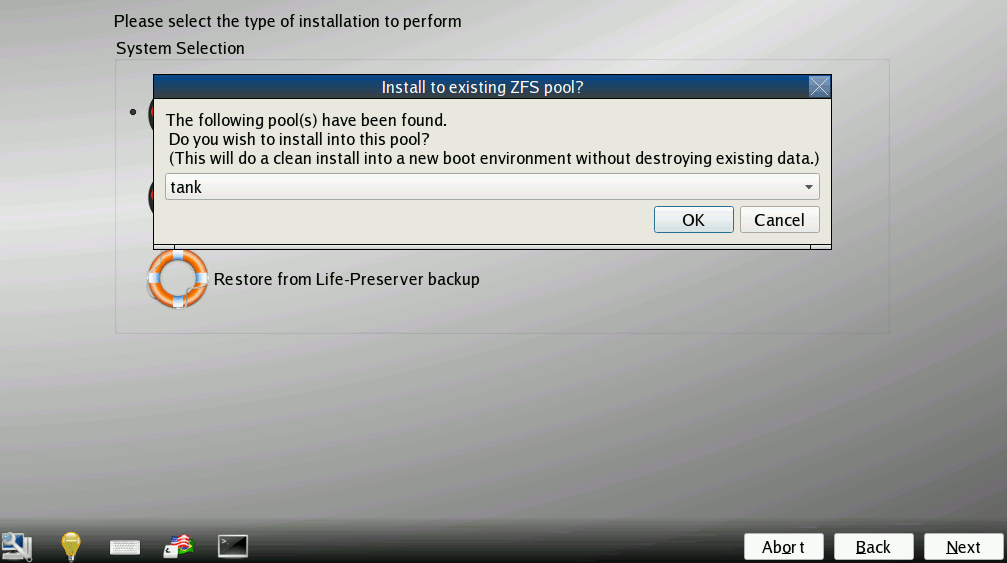 Please select the type of installation to perform
System Selection
Install to existing ZFS pool?
The following pool(s) have been found.
Do you wish to install into this pool?
(This will do a clean install into a new boot environment without destroying existing data.)
tank
OK
Cancel
Restore from Life-Preserver backup
Abort
Back
Next